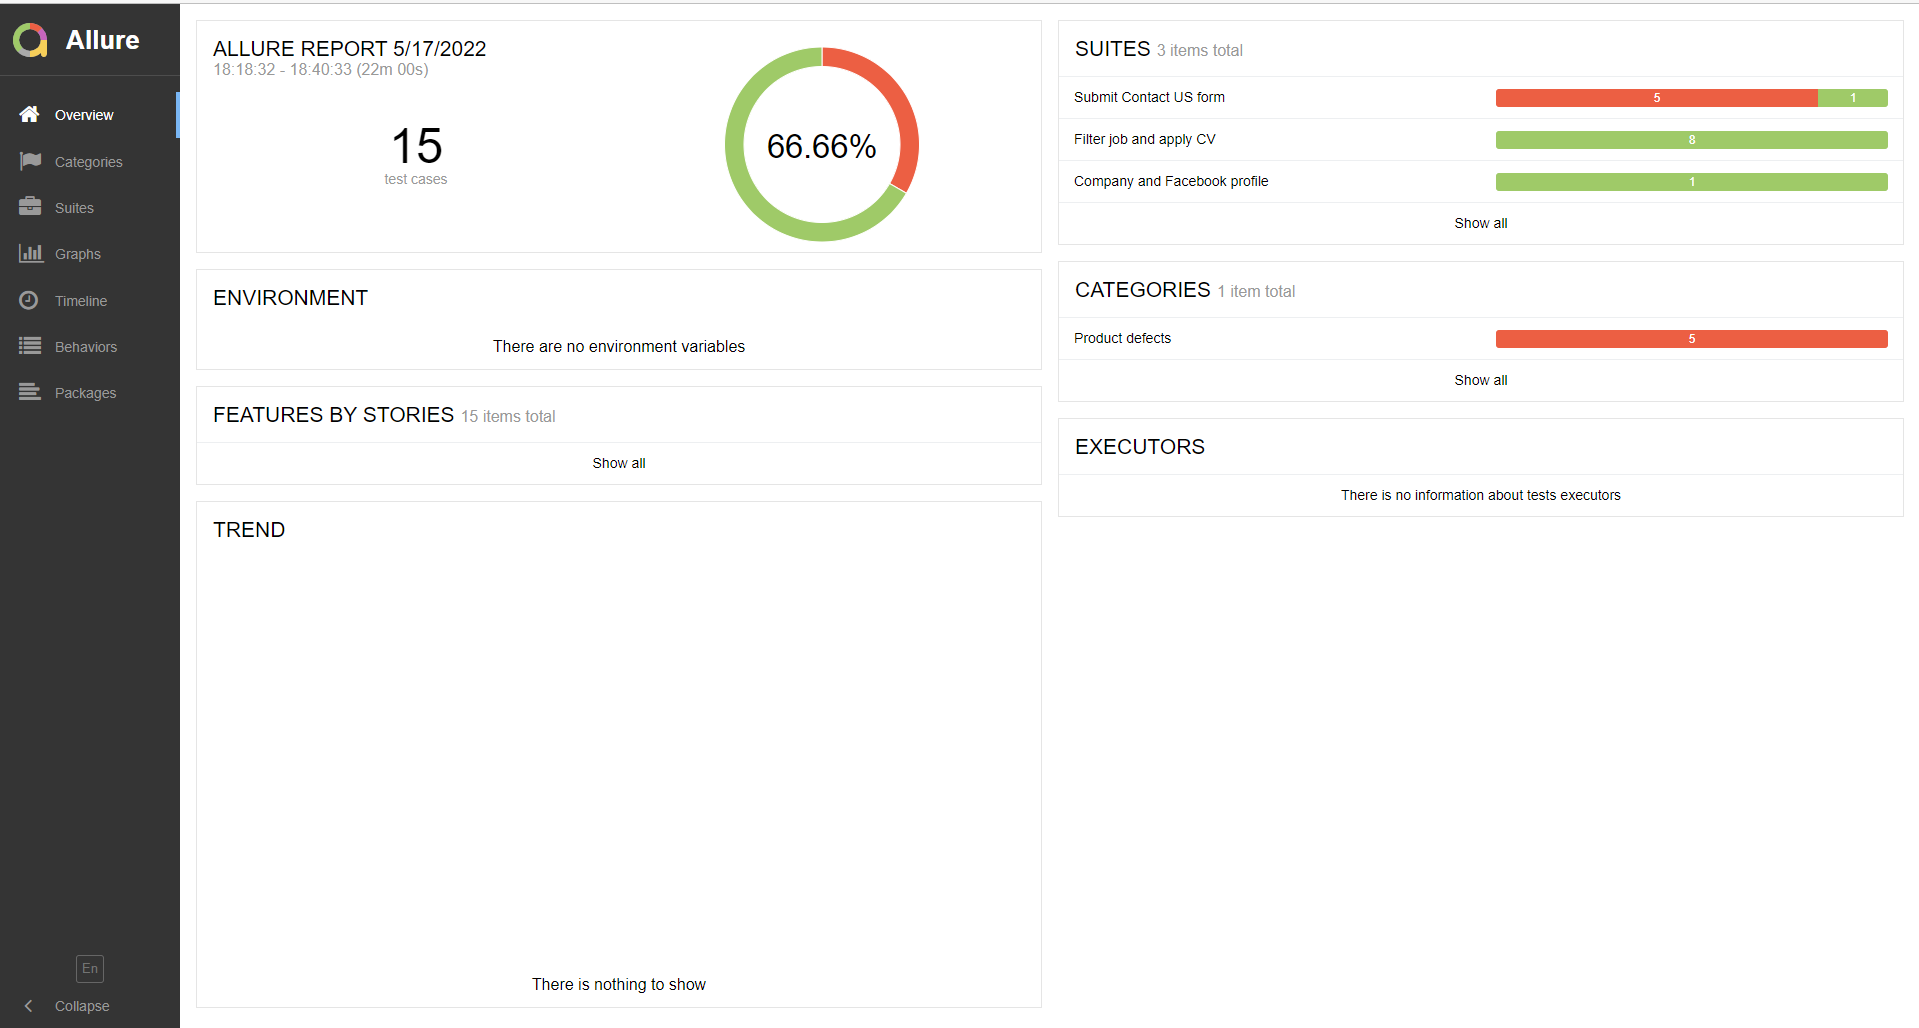 Allure
Overview
Categories
Suites
Graphs
Timeline
Behaviors
Packages
En
Collapse
ALLURE REPORT 5/17/2022
18:18:32 - 18:40:33 (22m 00s)
15
test cases
66.66%
ENVIRONMENT
There are no environment variables
FEATURES BY STORIES 15 items total
Show all
TREND
There is nothing to show
SUITES 3 items total
Submit Contact US form 5 1
Filter job and apply CV 8
Company and Facebook profile 1
Show all
CATEGORIES 1 item total
Product defects 5
Show all
EXECUTORS
There is no information about tests executors